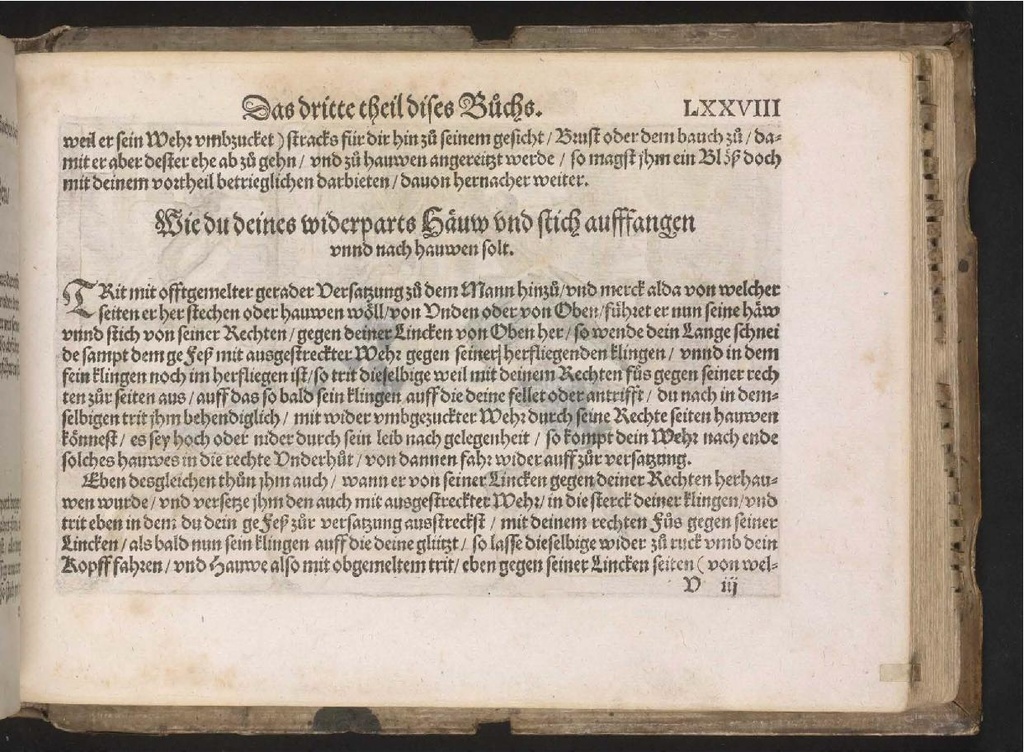 Das dritte theil dises Bůchs. LXXVIII
weil er sein Wehr vmbzucket ) stracks für dir hin zů seinem gesicht / Brust oder dem bauch zů / da-
mit er aber dester ehe ab zů gehn / vnd zů hauwen angereitzt werde / so magst jhm ein Blöß doch
mit deinem vortheil betrieglichen darbieten / dauon hernacher weiter.
Wie du deines widerparts Häuw vnd stich aufffangen
vnnd nach hauwen solt.
TRit mit offtgemelter gerader Versatzung zů dem Mann hinzů / vnd merck alda von welcher
seiten er her stechen oder hauwen wöll / von Vnden oder von Oben / führet er nun seine häw
vnnd stich von seiner Rechten / gegen deiner Lincken von Oben her / so wende dein Lange schnei
de sampt dem ge Feß mit ausgestreckter Wehr gegen seiner herfliegenden klingen / vnnd in dem
sein klingen noch im herfliegen ist / so trit dieselbige weil mit deinem Rechten fůs gegen seiner rech
ten zůr seiten aus / auff das so bald sein klingen auff die deine fellet oder antrifft / du nach in dem-
selbigen trit jhm behendiglich / mit wider vmbgezuckter Wehr durch seine Rechte seiten hauwen
könnest / es sey hoch oder nider durch sein leib nach gelegenheit / so kompt dein Wehr nach ende
solches hauwes in die rechte Vnderhůt / von dannen fahr wider auff zůr versatzung.
Eben desgleichen thůn jhm auch / wann er von seiner Lincken gegen deiner Rechten herhau-
wen wurde / vnd versetze jhm den auch mit ausgestreckter Wehr / in die sterck deiner klingen / vnd
trit eben in dem du dein ge Feß zůr versatzung ausstreckst / mit deinem rechten Fůs gegen seiner
Lincken / als bald nun sein klingen auff die deine glützt / so lasse dieselbige wider zů ruck vmb dein
Kopff fahren / vnd Hauwe also mit obgemeltem trit / eben gegen seiner Lincken seiten ( von wel-
V iij